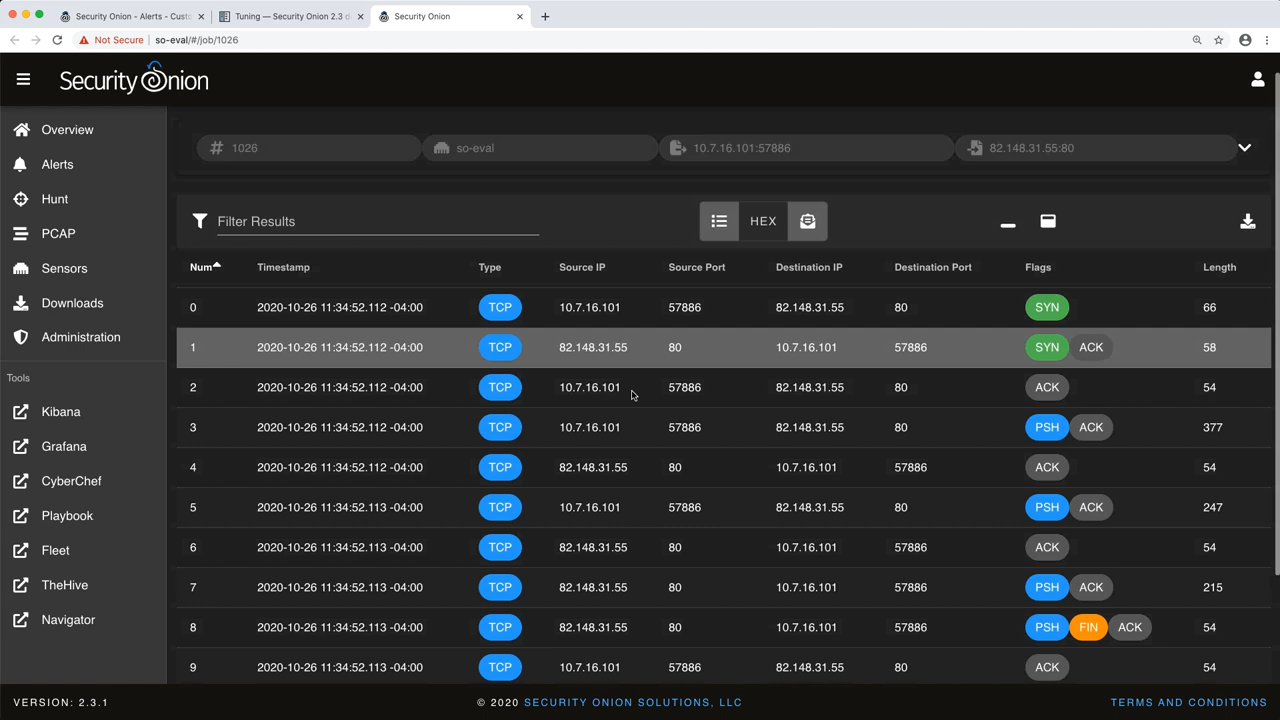 Security Onion - Alerts - Custo
Tuning — Security Onion 2.3 d
Security Onion
Not Secure | so-eval/#/job/1026
Security Onion
Overview
Alerts
Hunt
PCAP
Sensors
Downloads
Administration
Tools
Kibana
Grafana
CyberChef
Playbook
Fleet
TheHive
Navigator
# 1026 so-eval 10.7.16.101:57886 82.148.31.55:80
Filter Results HEX
Num Timestamp Type Source IP Source Port Destination IP Destination Port Flags Length
0 2020-10-26 11:34:52.112 -04:00 TCP 10.7.16.101 57886 82.148.31.55 80 SYN 66
1 2020-10-26 11:34:52.112 -04:00 TCP 82.148.31.55 80 10.7.16.101 57886 SYN ACK 58
2 2020-10-26 11:34:52.112 -04:00 TCP 10.7.16.101 57886 82.148.31.55 80 ACK 54
3 2020-10-26 11:34:52.112 -04:00 TCP 10.7.16.101 57886 82.148.31.55 80 PSH ACK 377
4 2020-10-26 11:34:52.112 -04:00 TCP 82.148.31.55 80 10.7.16.101 57886 ACK 54
5 2020-10-26 11:34:52.113 -04:00 TCP 10.7.16.101 57886 82.148.31.55 80 PSH ACK 247
6 2020-10-26 11:34:52.113 -04:00 TCP 82.148.31.55 80 10.7.16.101 57886 ACK 54
7 2020-10-26 11:34:52.113 -04:00 TCP 82.148.31.55 80 10.7.16.101 57886 PSH ACK 215
8 2020-10-26 11:34:52.113 -04:00 TCP 82.148.31.55 80 10.7.16.101 57886 PSH FIN ACK 54
9 2020-10-26 11:34:52.113 -04:00 TCP 10.7.16.101 57886 82.148.31.55 80 ACK 54
VERSION: 2.3.1 © 2020 SECURITY ONION SOLUTIONS, LLC TERMS AND CONDITIONS